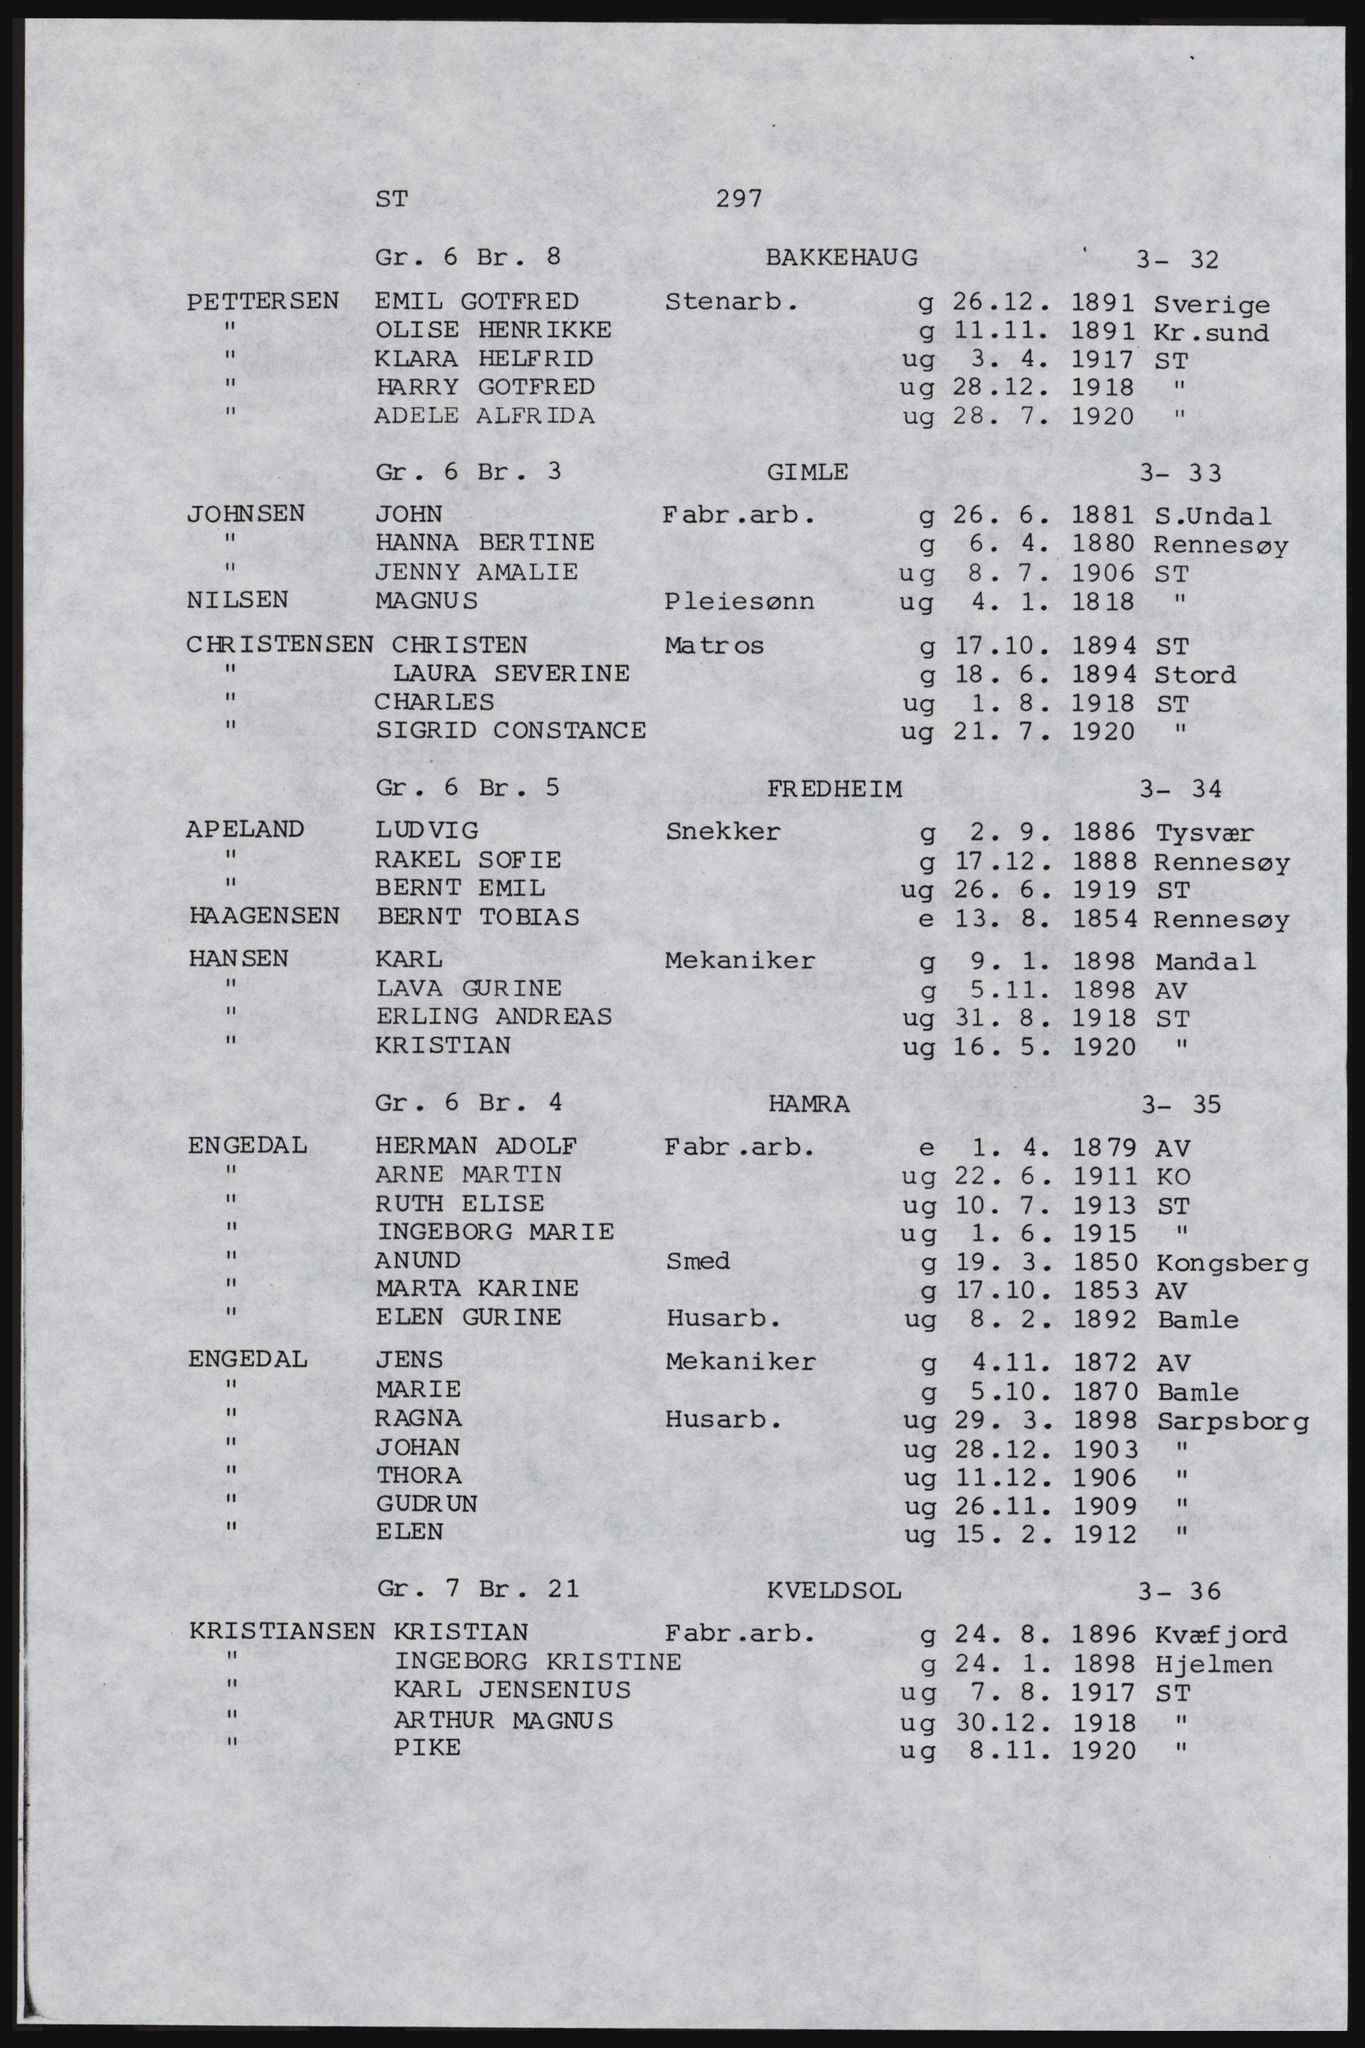 ST 297
Gr. 6 Br. 8 BAKKEHAUG 3- 32
PETTERSEN EMIL GOTFRED Stenarb. g 26.12. 1891 Sverige
" OLISE HENRIKKE g 11.11. 1891 Kr.sund
" KLARA HELFRID ug 3. 4. 1917 ST
" HARRY GOTFRED ug 28.12. 1918 "
" ADELE ALFRIDA ug 28. 7. 1920 "
Gr. 6 Br. 3 GIMLE 3- 33
JOHNSEN JOHN Fabr.arb. g 26. 6. 1881 S.Undal
" HANNA BERTINE g 6. 4. 1880 Rennesøy
" JENNY AMALIE ug 8. 7. 1906 ST
NILSEN MAGNUS Pleiesønn ug 4. 1. 1818 "
CHRISTENSEN CHRISTEN Matros g 17.10. 1894 ST
" LAURA SEVERINE g 18. 6. 1894 Stord
" CHARLES ug 1. 8. 1918 ST
" SIGRID CONSTANCE ug 21. 7. 1920 "
Gr. 6 Br. 5 FREDHEIM 3- 34
APELAND LUDVIG Snekker g 2. 9. 1886 Tysvær
" RAKEL SOFIE g 17.12. 1888 Rennesøy
" BERNT EMIL ug 26. 6. 1919 ST
HAAGENSEN BERNT TOBIAS e 13. 8. 1854 Rennesøy
HANSEN KARL Mekaniker g 9. 1. 1898 Mandal
" LAVA GURINE g 5.11. 1898 AV
" ERLING ANDREAS ug 31. 8. 1918 ST
" KRISTIAN ug 16. 5. 1920 "
Gr. 6 Br. 4 HAMRA 3- 35
ENGEDAL HERMAN ADOLF Fabr.arb. e 1. 4. 1879 AV
" ARNE MARTIN ug 22. 6. 1911 KO
" RUTH ELISE ug 10. 7. 1913 ST
" INGEBORG MARIE ug 1. 6. 1915 "
" ANUND Smed g 19. 3. 1850 Kongsberg
" MARTA KARINE g 17.10. 1853 AV
" ELEN GURINE Husarb. ug 8. 2. 1892 Bamle
ENGEDAL JENS Mekaniker g 4.11. 1872 AV
" MARIE g 5.10. 1870 Bamle
" RAGNA Husarb. ug 29. 3. 1898 Sarpsborg
" JOHAN ug 28.12. 1903 "
" THORA ug 11.12. 1906 "
" GUDRUN ug 26.11. 1909 "
" ELEN ug 15. 2. 1912 "
Gr. 7 Br. 21 KVELDSOL 3- 36
KRISTIANSEN KRISTIAN Fabr.arb. g 24. 8. 1896 Kvæfjord
" INGEBORG KRISTINE g 24. 1. 1898 Hjelmen
" KARL JENSENIUS ug 7. 8. 1917 ST
" ARTHUR MAGNUS ug 30.12. 1918 "
" PIKE ug 8.11. 1920 "